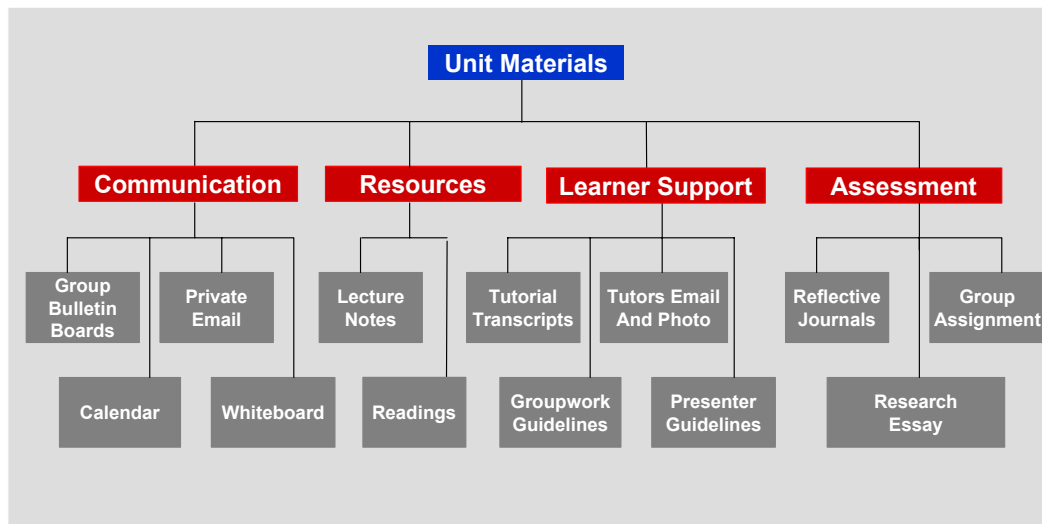 Unit Materials
Communication
Resources
Learner Support
Assessment
Group
Bulletin
Boards
Private
Email
Lecture
Notes
Tutorial
Transcripts
Tutors Email
And Photo
Reflective
Journals
Group
Assignment
Calendar
Whiteboard
Readings
Groupwork
Guidelines
Presenter
Guidelines
Research
Essay